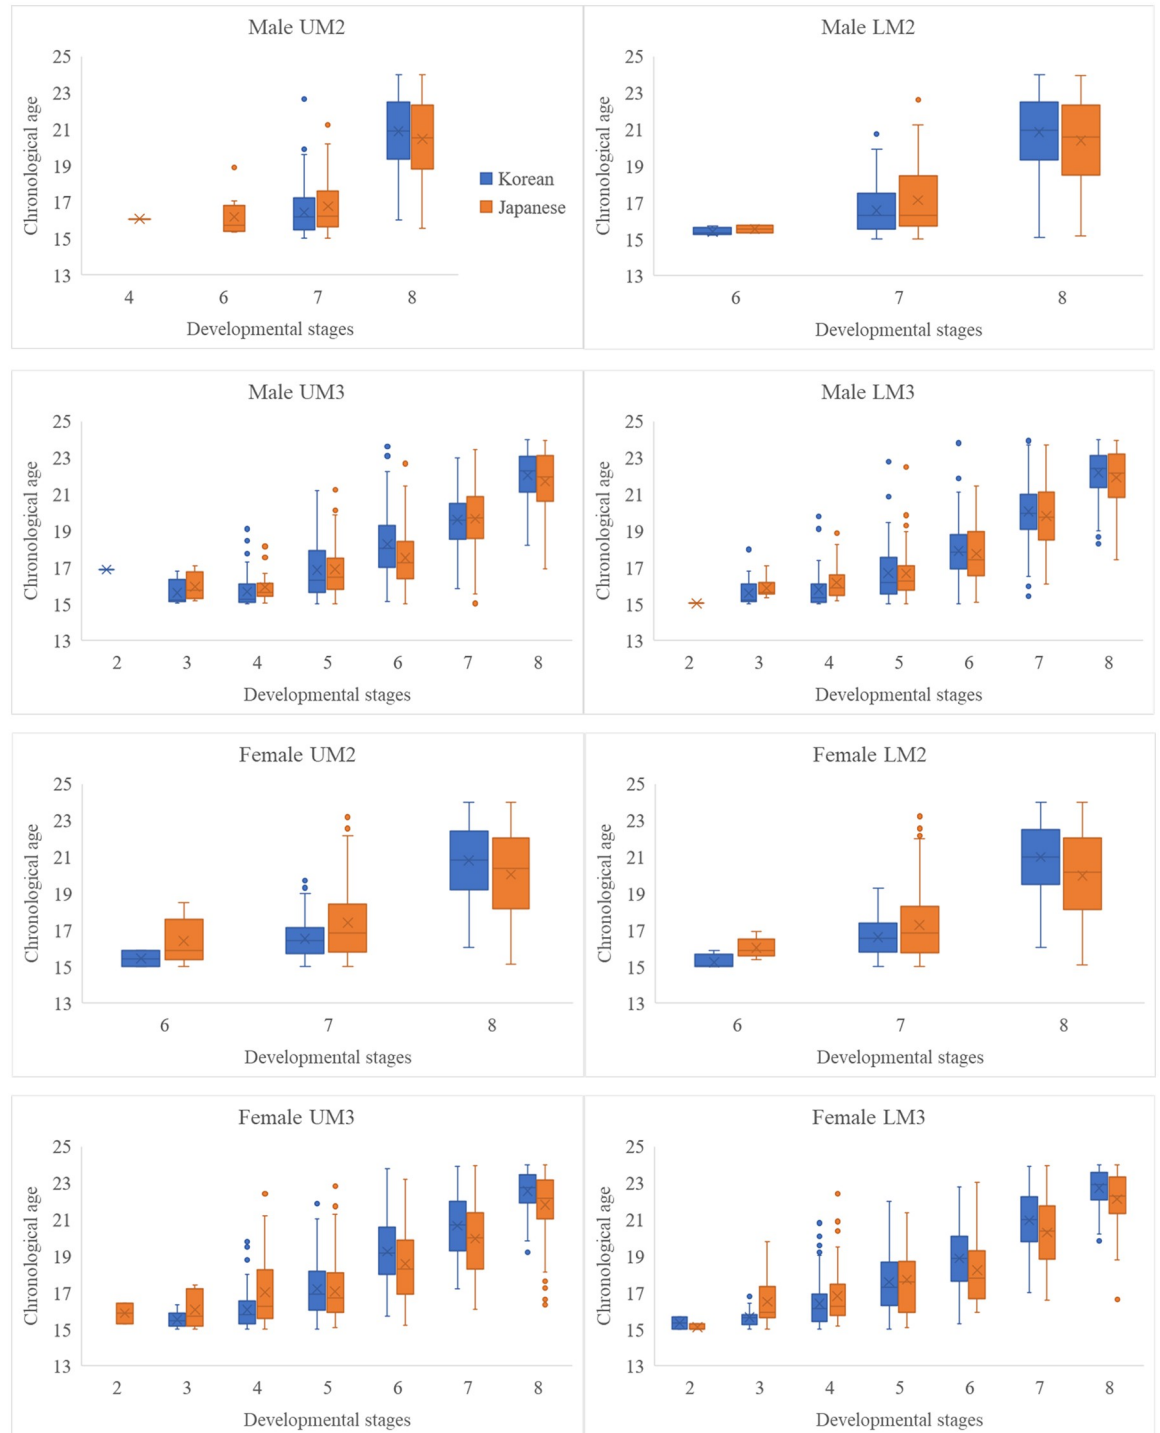 Male UM2
Chronological age
25
23
21
19
17
15
13
4 6 7 8
Developmental stages
Korean
Japanese
Male LM2
Chronological age
25
23
21
19
17
15
13
6 7 8
Developmental stages
Male UM3
Chronological age
25
23
21
19
17
15
13
2 3 4 5 6 7 8
Developmental stages
Male LM3
Chronological age
25
23
21
19
17
15
13
2 3 4 5 6 7 8
Developmental stages
Female UM2
Chronological age
25
23
21
19
17
15
13
6 7 8
Developmental stages
Female LM2
Chronological age
25
23
21
19
17
15
13
6 7 8
Developmental stages
Female UM3
Chronological age
25
23
21
19
17
15
13
2 3 4 5 6 7 8
Developmental stages
Female LM3
Chronological age
25
23
21
19
17
15
13
2 3 4 5 6 7 8
Developmental stages